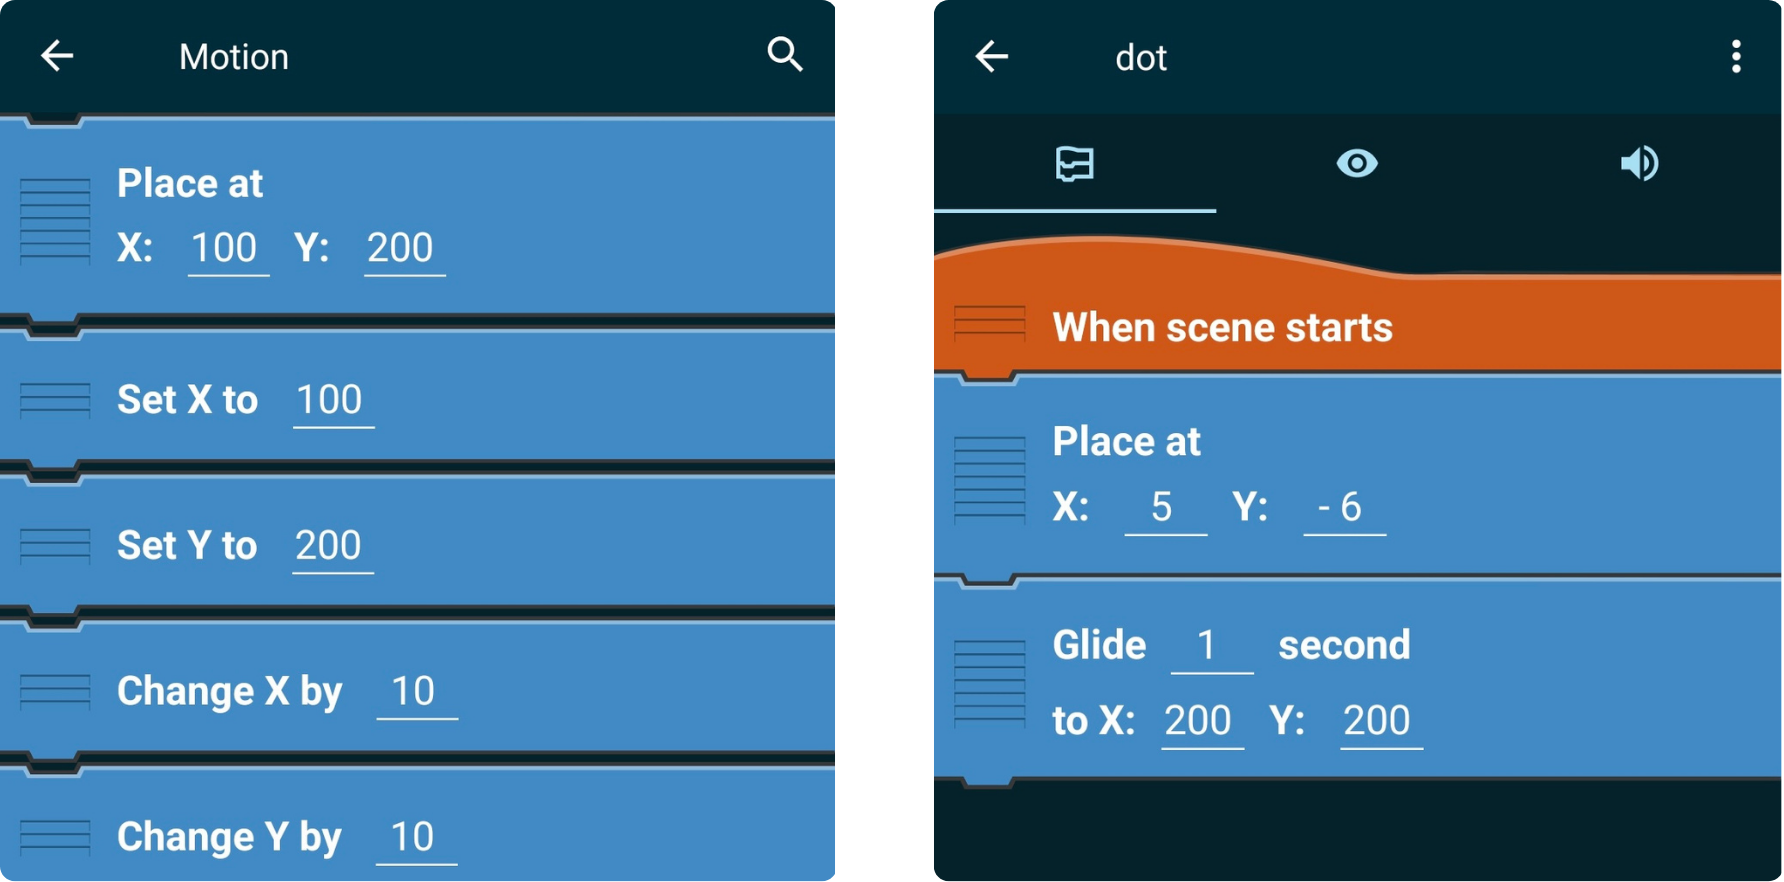 Motion
Place at
X: 100 Y: 200
Set X to 100
Set Y to 200
Change X by 10
Change Y by 10
dot
When scene starts
Place at
X: 5 Y: - 6
Glide 1 second
to X: 200 Y: 200